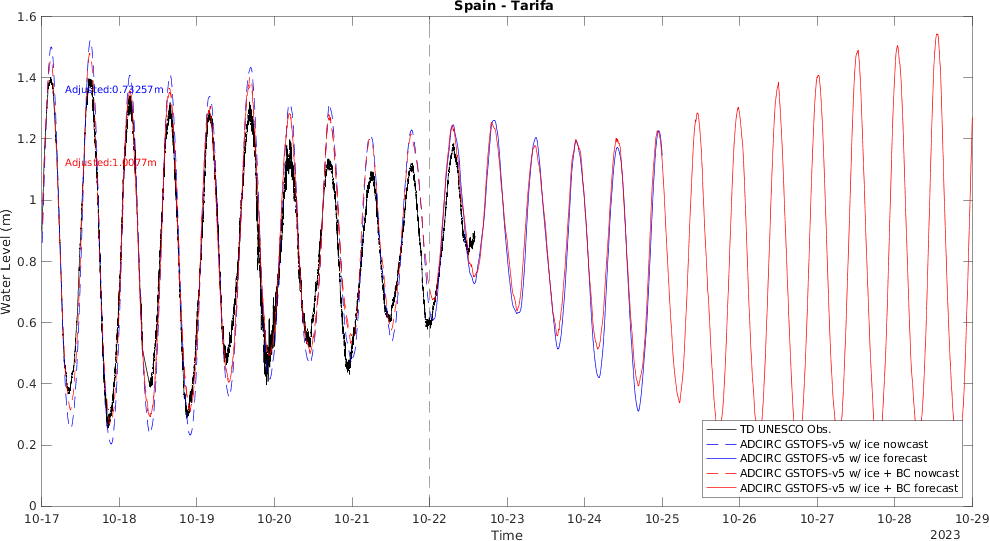 Spain - Tarifa
1.6
1.4
1.2
1
0.8
0.6
0.4
0.2
0
Water Level (m)
Adjusted:0.73257m
Adjusted:1.0077m
TD UNESCO Obs.
ADCIRC GSTOFS-v5 w/ ice nowcast
ADCIRC GSTOFS-v5 w/ ice forecast
ADCIRC GSTOFS-v5 w/ ice + BC nowcast
ADCIRC GSTOFS-v5 w/ ice + BC forecast
10-17 10-18 10-19 10-20 10-21 10-22 10-23 10-24 10-25 10-26 10-27 10-28 10-29
Time
2023